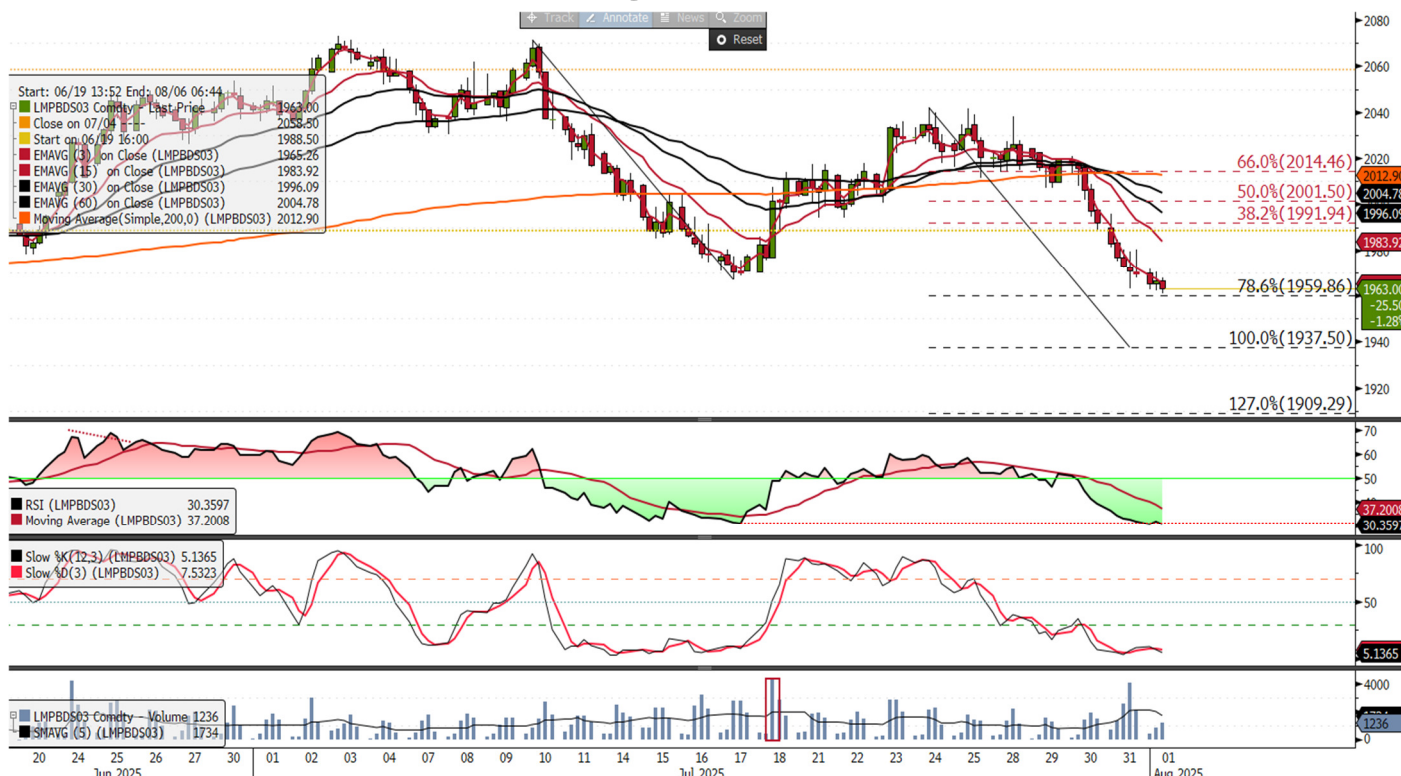 Track Annotate News Zoom
Reset
Start: 06/19 13:52 End: 08/06 06:44
LMPBDS03 Comdty - Last Price 1963.00
Close on 07/04 ---- 2058.50
Start on 06/19 16:00 1988.50
EMAVG (3) on Close (LMPBDS03) 1965.26
EMAVG (15) on Close (LMPBDS03) 1983.92
EMAVG (30) on Close (LMPBDS03) 1996.09
EMAVG (60) on Close (LMPBDS03) 2004.78
Moving Average(Simple,200,0) (LMPBDS03) 2012.90
66.0%(2014.46)
50.0%(2001.50)
38.2%(1991.94)
78.6%(1959.86)
100.0%(1937.50)
127.0%(1909.29)
2080
2060
2040
2020
2012.90
2004.78
1996.09
1983.92
1980
1963.00
-25.50
-1.28%
1940
1920
RSI (LMPBDS03) 30.3597
Moving Average (LMPBDS03) 37.2008
70
60
50
37.2008
30.3597
Slow %K(12,3) (LMPBDS03) 5.1365
Slow %D(3) (LMPBDS03) 7.5323
100
50
5.1365
LMPBDS03 Comdty - Volume 1236
SMAVG (5) (LMPBDS03) 1734
4000
1236
0
20 24 25 26 27 30 01 02 03 04 07 08 09 10 11 14 15 16 17 18 21 22 23 24 25 28 29 30 31 01
Jun 2025 Jul 2025 Aug 2025